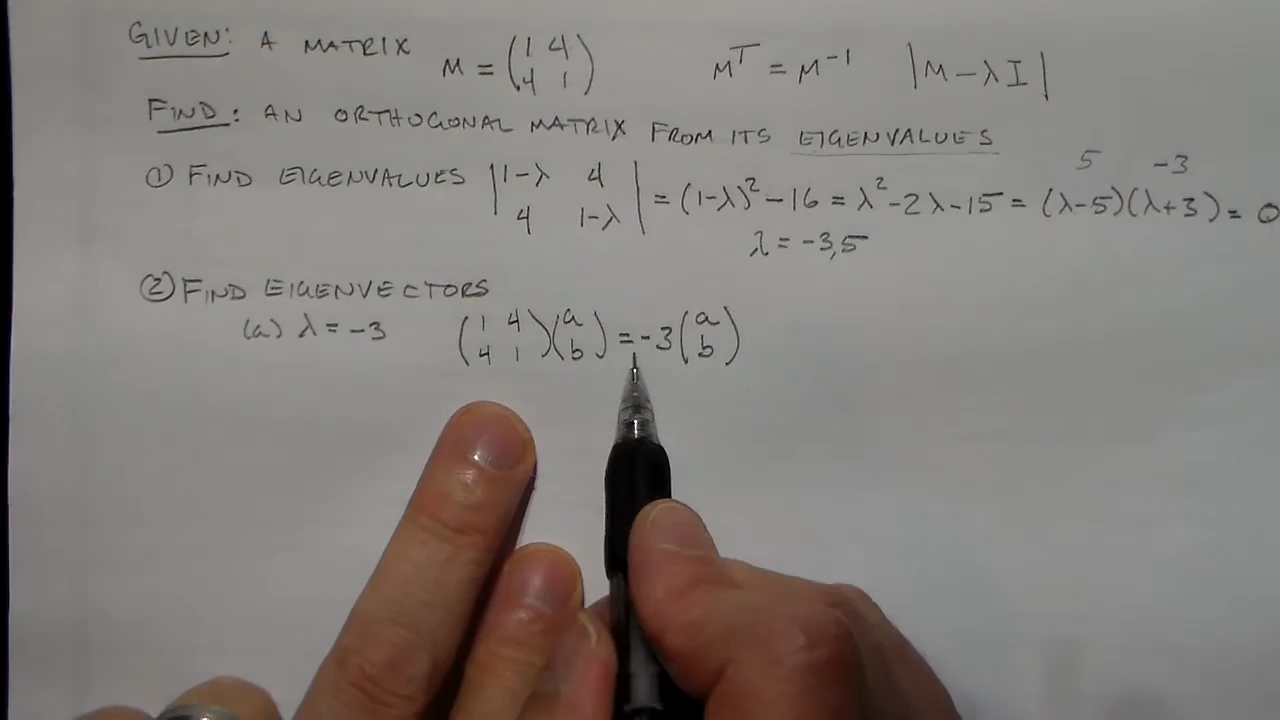 GIVEN: A MATRIX M = (1 4 4 1) M^T = M^-1 |M - λI|
FIND: AN ORTHOGONAL MATRIX FROM ITS EIGENVALUES
5 -3
① FIND EIGENVALUES |1-λ 4 4 1-λ| = (1-λ)^2 - 16 = λ^2 - 2λ - 15 = (λ-5)(λ+3) = 0
λ = -3, 5
② FIND EIGENVECTORS
(a) λ = -3 (1 4 4 1)(a b) = -3(a b)